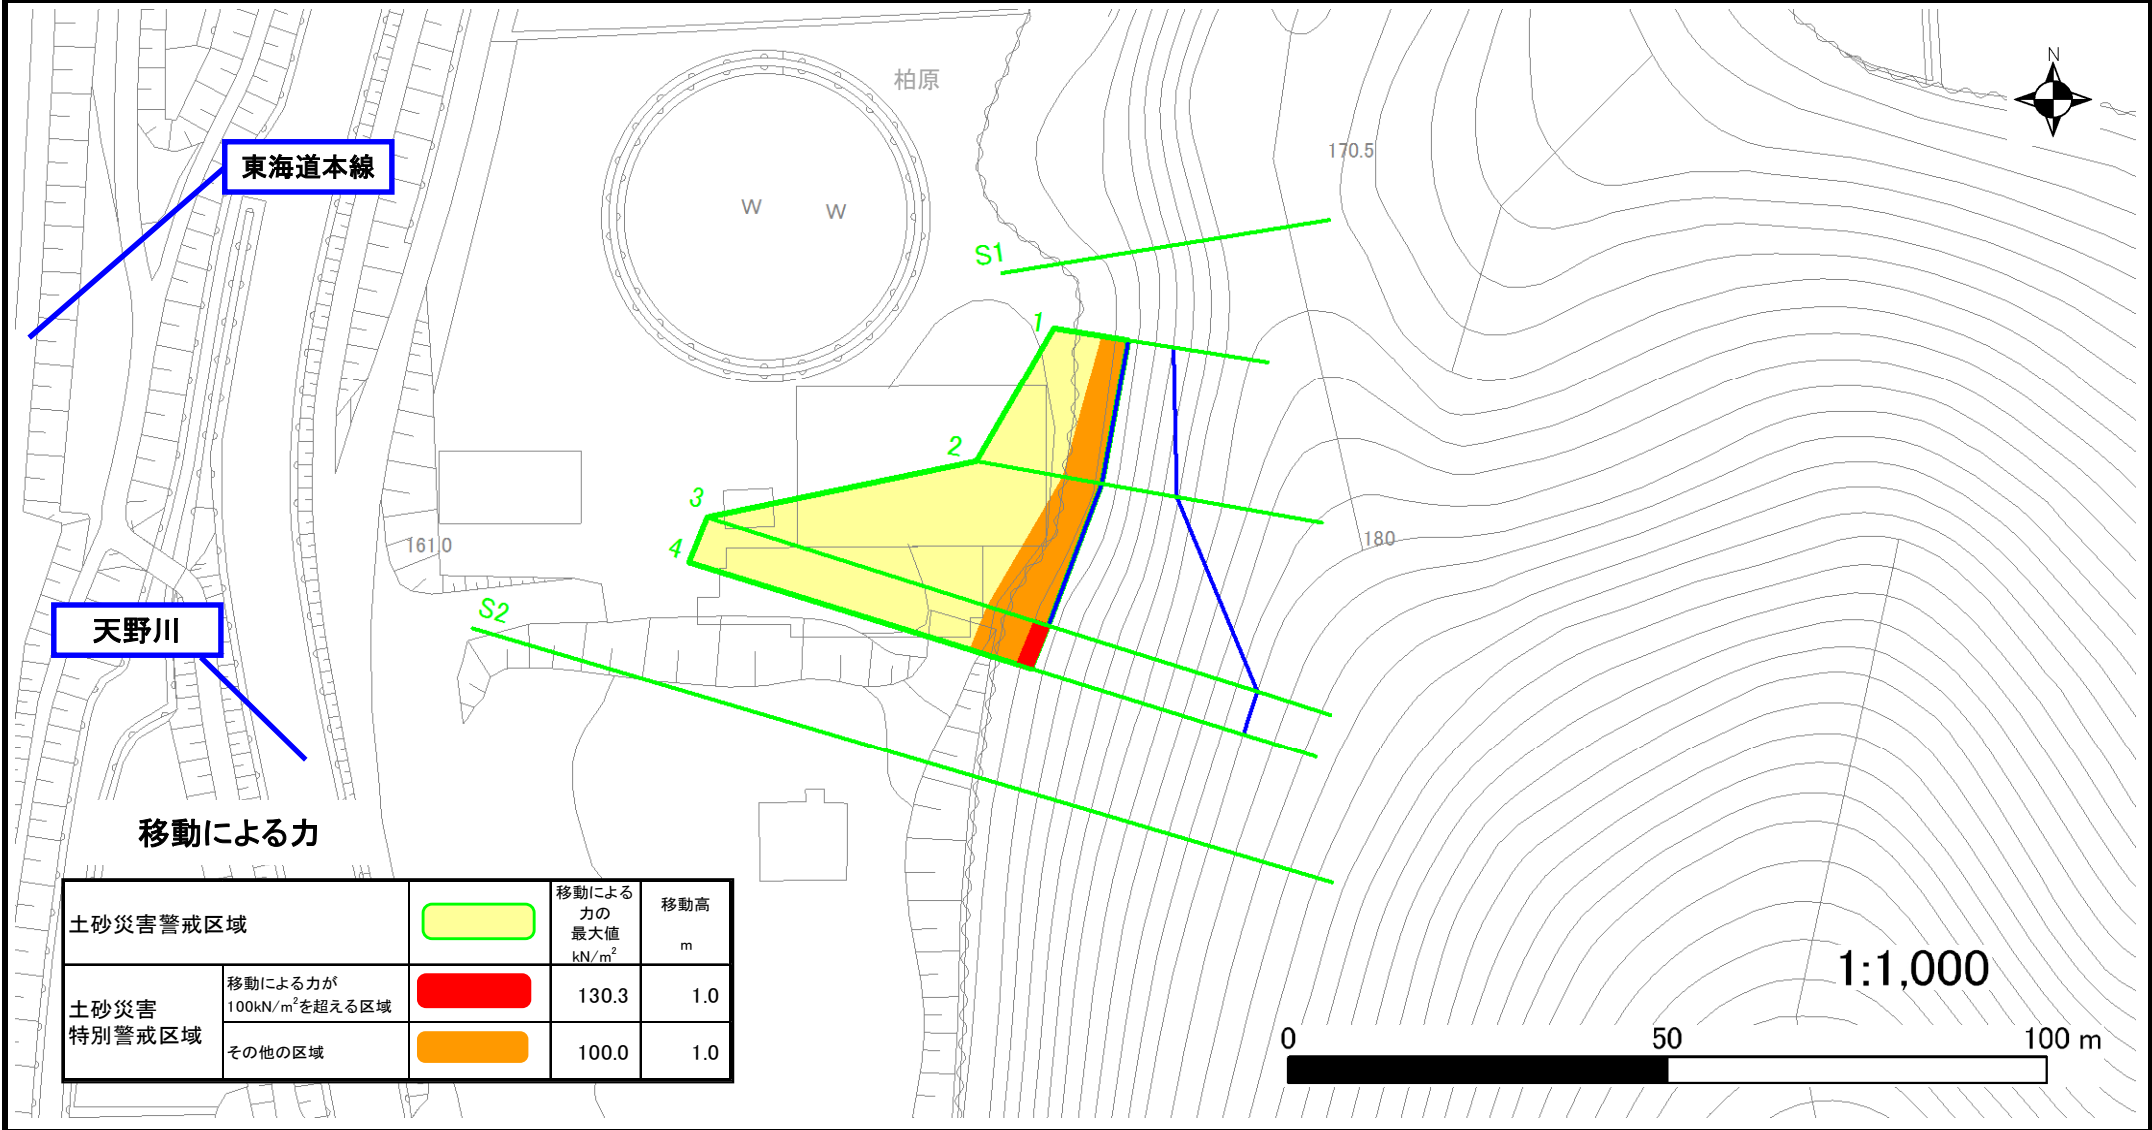 柏原
N
東海道本線
170.5
W
W
S1
1
2
3
4
161.0
180
S2
天野川
移動による力
土砂災害警戒区域
移動による
力の
最大値
kN/m²
移動高
m
土砂災害
特別警戒区域
移動による力が
100kN/m²を超える区域
130.3
1.0
その他の区域
100.0
1.0
1:1,000
0
50
100 m